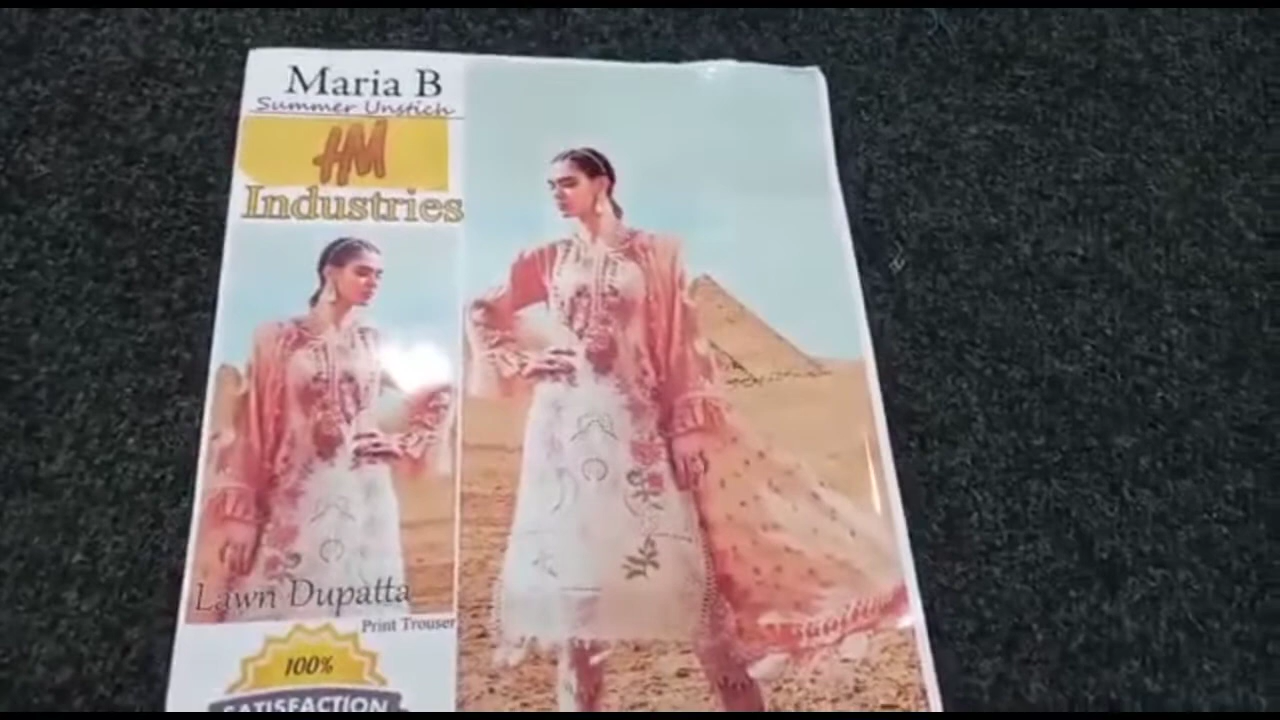 Maria B
Summer Unstich
HM
Industries
Lawn Dupatta
Print Trouser
100%
SATISFACTION